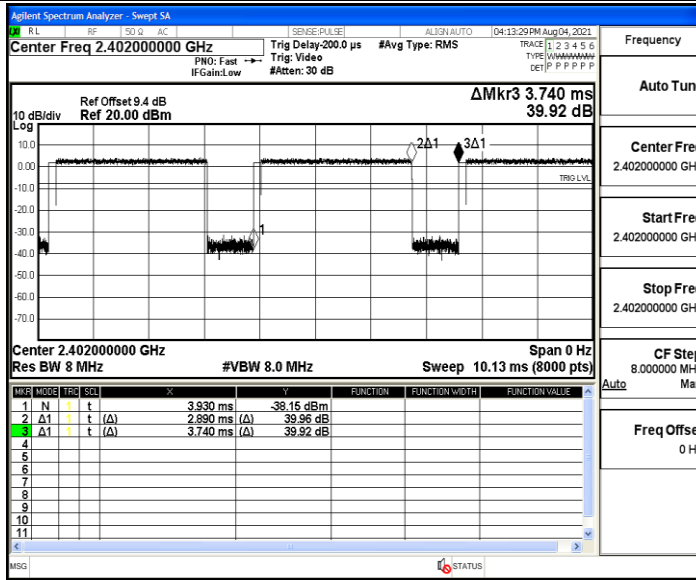 Agilent Spectrum Analyzer - Swept SA
RL RF 50 Ω AC SENSE:PULSE ALIGN AUTO 04:13:29 PM Aug 04, 2021
Center Freq 2.402000000 GHz
PNO: Fast
IFGain:Low
Trig Delay-200.0 µs
Trig: Video
#Atten: 30 dB
#Avg Type: RMS
TRACE 1 2 3 4 5 6
TYPE
DET P P P P P P
Ref Offset 9.4 dB
10 dB/div Ref 20.00 dBm
Log
ΔMkr3 3.740 ms
39.92 dB
10.0
0.00
-10.0
-20.0
-30.0
-40.0
-50.0
-60.0
-70.0
2Δ1
3Δ1
TRIG LVL
1
Center 2.402000000 GHz Span 0 Hz
Res BW 8 MHz #VBW 8.0 MHz Sweep 10.13 ms (8000 pts)
MKR MODE TRC SCL X Y FUNCTION FUNCTION WIDTH FUNCTION VALUE
1 N 1 t 3.930 ms -38.15 dBm
2 Δ1 1 t (Δ) 2.890 ms (Δ) 39.96 dB
3 Δ1 1 t (Δ) 3.740 ms (Δ) 39.92 dB
4
5
6
7
8
9
10
11
MSG STATUS
Frequency
Auto Tun
Center Fre
2.402000000 GH
Start Fre
2.402000000 GH
Stop Fre
2.402000000 GH
CF Step
8.000000 MH
Auto Ma
Freq Offse
0 H